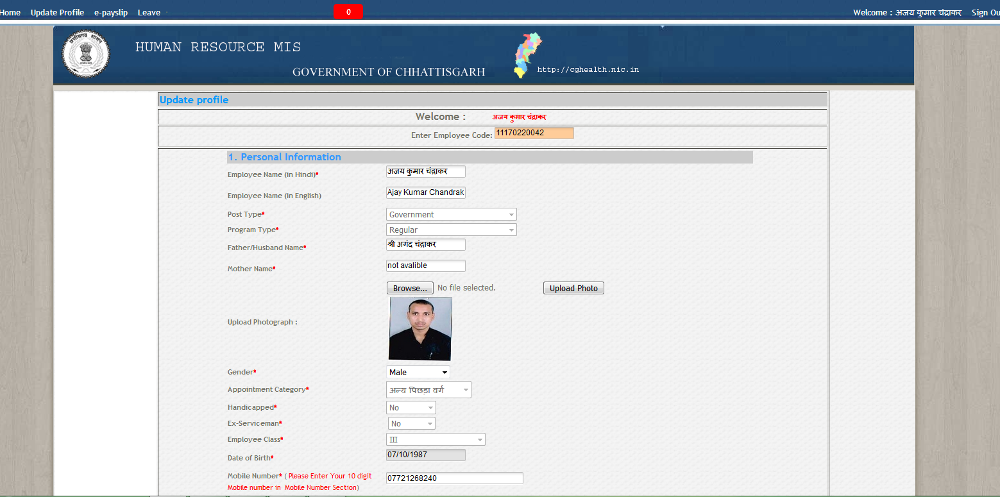 Home Update Profile e-payslip Leave 0 Welcome : अजय कुमार चंद्राकर Sign Ou
HUMAN RESOURCE MIS
GOVERNMENT OF CHHATTISGARH
http://cghealth.nic.in
Update profile
Welcome : अजय कुमार चंद्राकर
Enter Employee Code: 11170220042
1. Personal Information
Employee Name (in Hindi)* अजय कुमार चंद्राकर
Employee Name (in English) Ajay Kumar Chandrak
Post Type* Government
Program Type* Regular
Father/Husband Name* श्री अगंद चंद्राकर
Mother Name* not avalible
Browse... No file selected. Upload Photo
Upload Photograph :
Gender* Male
Appointment Category* अन्य पिछड़ा वर्ग
Handicapped* No
Ex-Serviceman* No
Employee Class* III
Date of Birth* 07/10/1987
Mobile Number* ( Please Enter Your 10 digit 07721268240
Mobile number in Mobile Number Section)